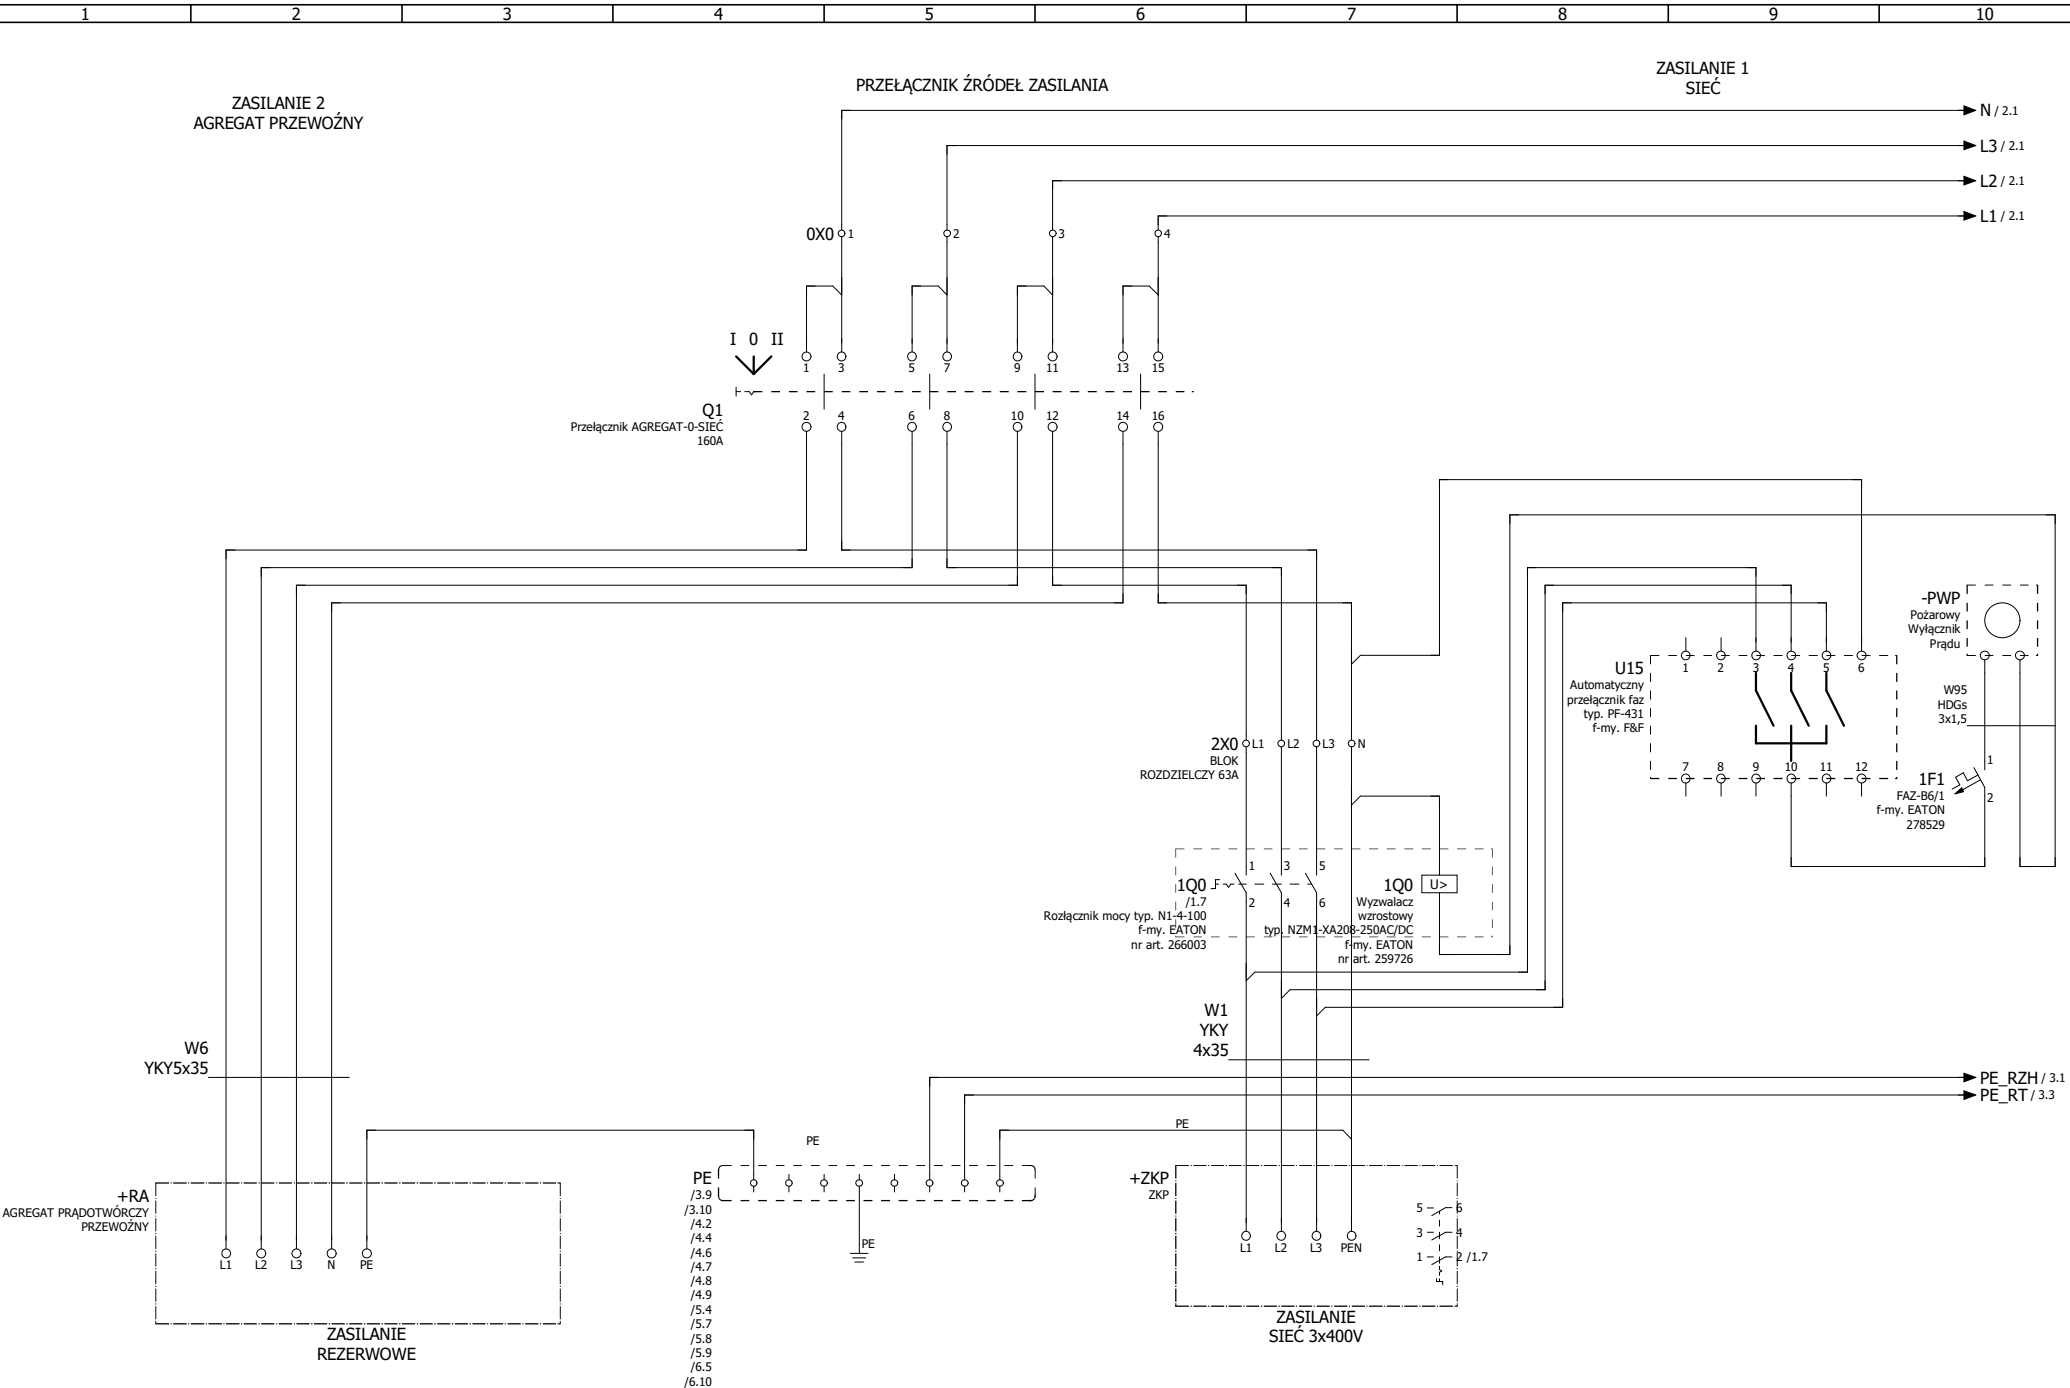 1 2 3 4 5 6 7 8 9 10
ZASILANIE 2
AGREGAT PRZEWOŹNY
PRZEŁĄCZNIK ŹRÓDEŁ ZASILANIA
ZASILANIE 1
SIEĆ
N / 2.1
L3 / 2.1
L2 / 2.1
L1 / 2.1
0X0 1 2 3 4
I 0 II
1 3 5 7 9 11 13 15
Q1
Przełącznik AGREGAT-0-SIEĆ
160A
2 4 6 8 10 12 14 16
-PWP
Pożarowy
Wyłącznik
Prądu
U15
Automatyczny
przełącznik faz
typ. PF-431
f-my. F&F
1 2 3 4 5 6
7 8 9 10 11 12
W95
HDGs
3x1,5
1F1
FAZ-B6/1
f-my. EATON
278529
1
2
2X0 L1 L2 L3 N
BLOK
ROZDZIELCZY 63A
1 3 5
2 4 6
1Q0
/1.7
Rozłącznik mocy typ. N1-4-100
f-my. EATON
nr art. 266003
1Q0 U>
Wyzwalacz
wzrostowy
typ. NZM1-XA208-250AC/DC
f-my. EATON
nr art. 259726
W1
YKY
4x35
W6
YKY5x35
PE_RZH / 3.1
PE_RT / 3.3
PE
PE
PE
+RA
AGREGAT PRĄDOTWÓRCZY
PRZEWOŹNY
L1 L2 L3 N PE
ZASILANIE
REZERWOWE
PE
/3.9
/3.10
/4.2
/4.4
/4.6
/4.7
/4.8
/4.9
/5.4
/5.7
/5.8
/5.9
/6.5
/6.10
+ZKP
ZKP
L1 L2 L3 PEN
5 6
3 4
1 2 /1.7
ZASILANIE
SIEĆ 3x400V